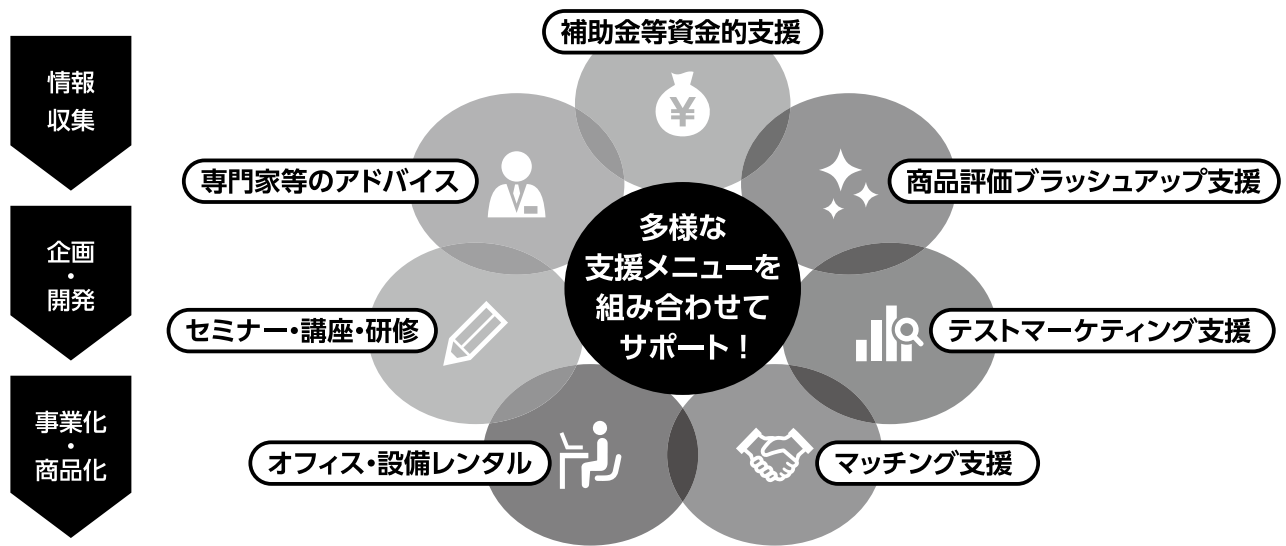 情報
収集
企画
・
開発
事業化
・
商品化
補助金等資金的支援
専門家等のアドバイス
商品評価ブラッシュアップ支援
セミナー・講座・研修
テストマーケティング支援
オフィス・設備レンタル
マッチング支援
多様な
支援メニューを
組み合わせて
サポート！
¥